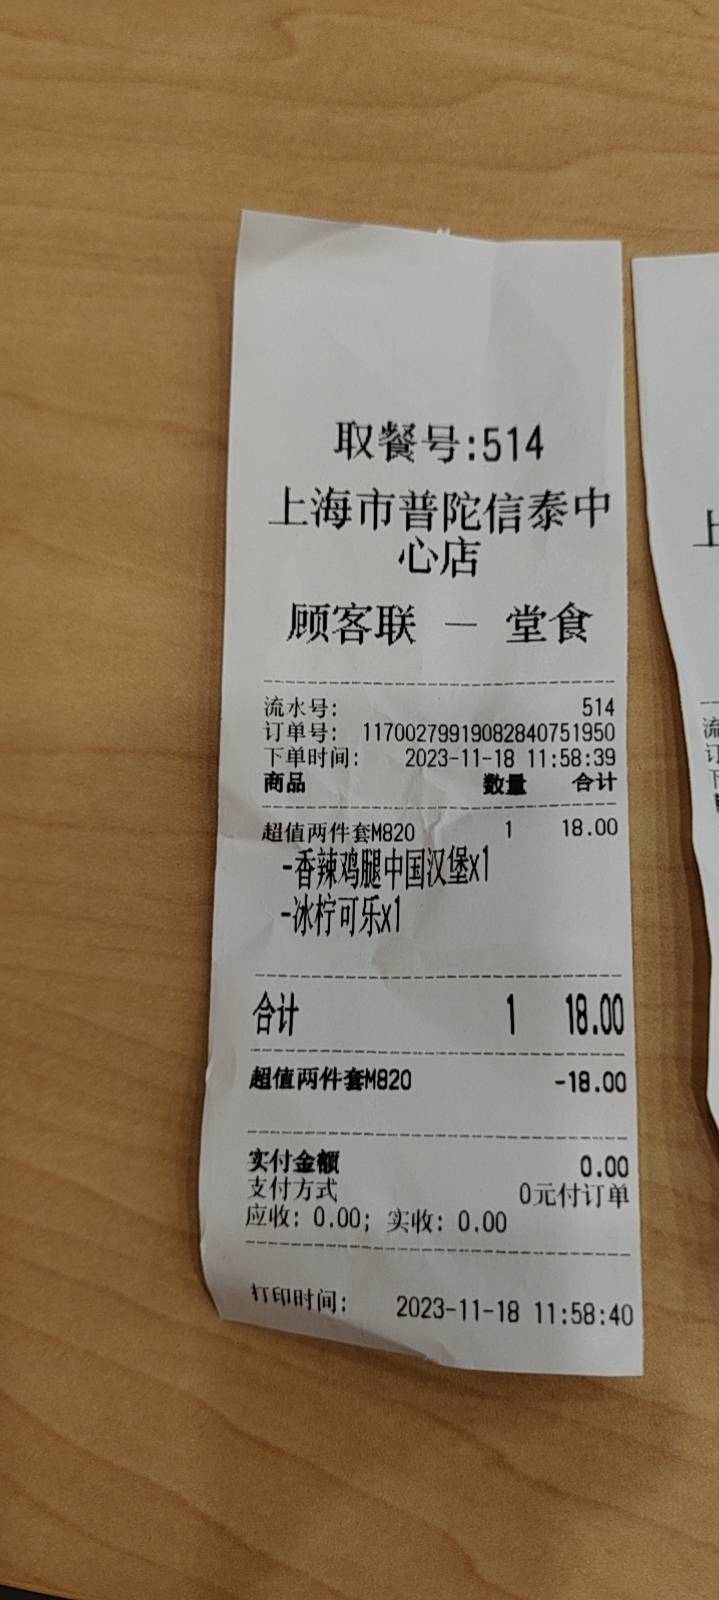 取餐号:514
上海市普陀信泰中
心店
顾客联 — 堂食
流水号: 514
订单号: 11700279919082840751950
下单时间: 2023-11-18 11:58:39
商品 数量 合计
超值两件套M820 1 18.00
-香辣鸡腿中国汉堡x1
-冰柠可乐x1
合计 1 18.00
超值两件套M820 -18.00
实付金额 0.00
支付方式 0元付订单
应收: 0.00; 实收: 0.00
打印时间: 2023-11-18 11:58:40
上
流
订
下